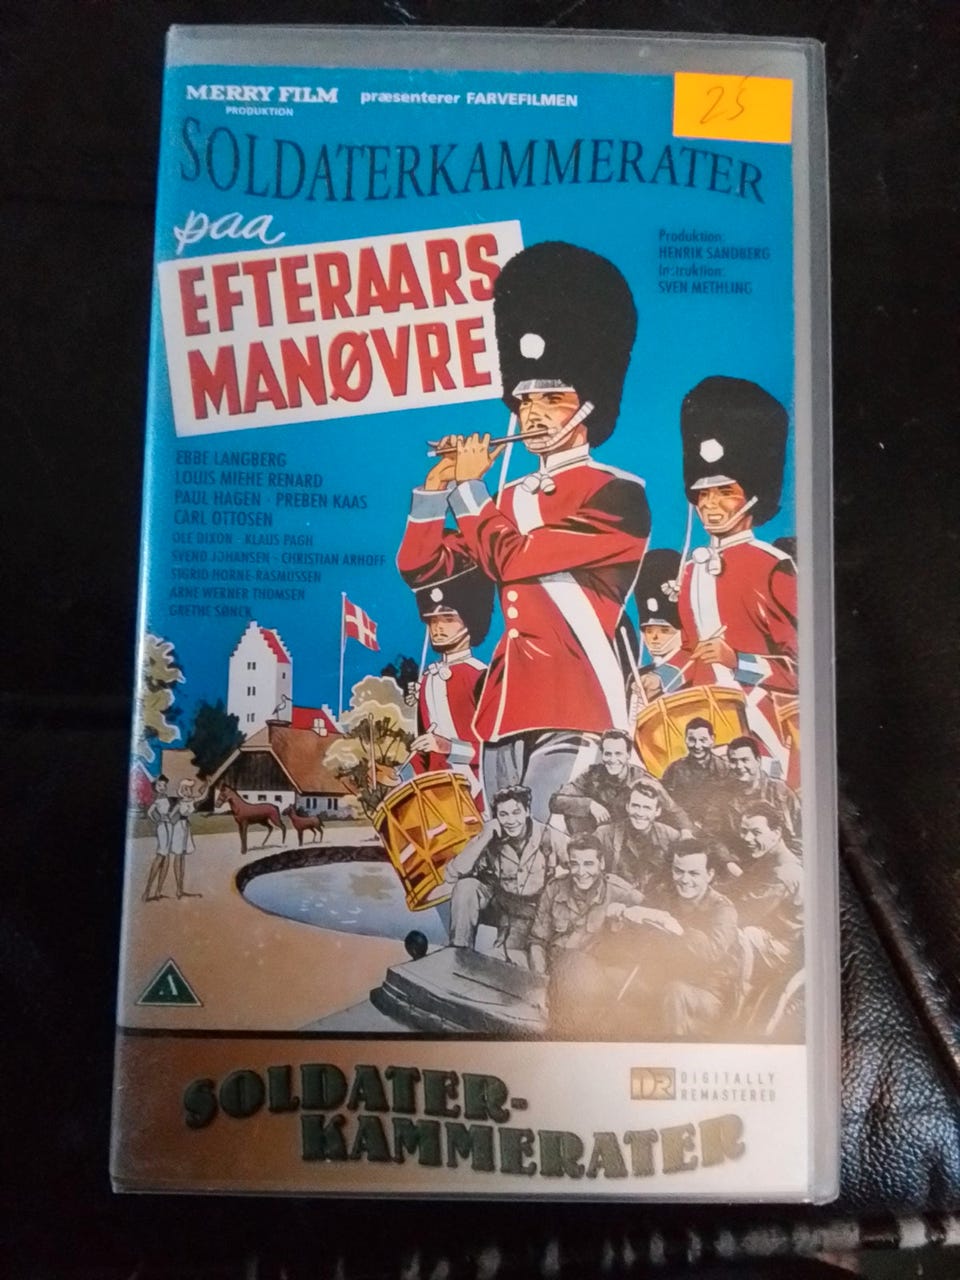 25
MERRY FILM præsenterer FARVEFILMEN
PRODUKTION
SOLDATERKAMMERATER
paa
EFTERAARS
MANØVRE
Produktion:
HENRIK SANDBERG
Instruktion:
SVEN METHLING
EBBE LANGBERG
LOUIS MIEHE RENARD
PAUL HAGEN · PREBEN KAAS
CARL OTTOSEN
OLE DIXON · KLAUS PAGH
SVEND JOHANSEN · CHRISTIAN ARHOFF
SIGRID HORNE-RASMUSSEN
ARNE WERNER THOMSEN
GRETHE SØNCK
A
SOLDATER-
KAMMERATER
DR DIGITALLY
REMASTERED